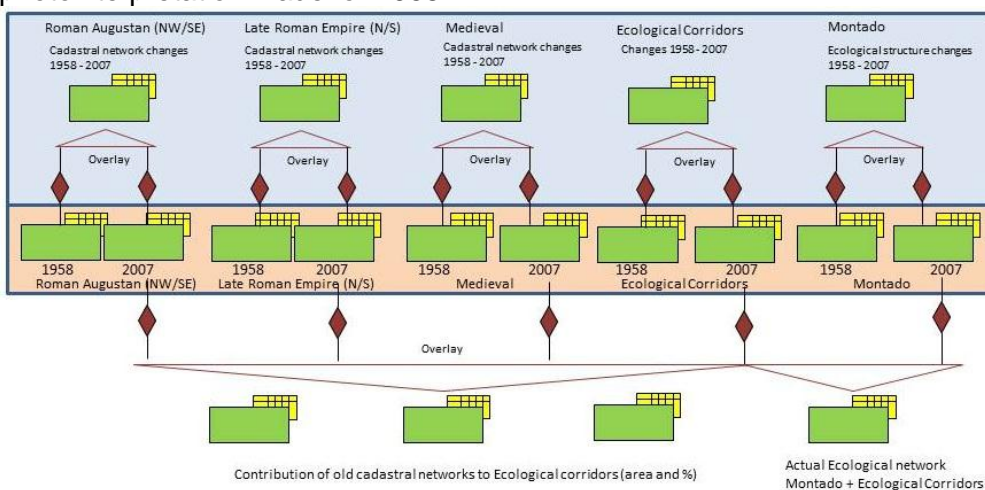 Roman Augustan (NW/SE)
Cadastral network changes
1958 - 2007
Late Roman Empire (N/S)
Cadastral network changes
1958 - 2007
Medieval
Cadastral network changes
1958 - 2007
Ecological Corridors
Changes 1958 - 2007
Montado
Ecological structure changes
1958 - 2007
Overlay
Overlay
Overlay
Overlay
Overlay
1958 2007
Roman Augustan (NW/SE)
1958 2007
Late Roman Empire (N/S)
1958 2007
Medieval
1958 2007
Ecological Corridors
1958 2007
Montado
Overlay
Contribution of old cadastral networks to Ecological corridors (area and %)
Actual Ecological network
Montado + Ecological Corridors